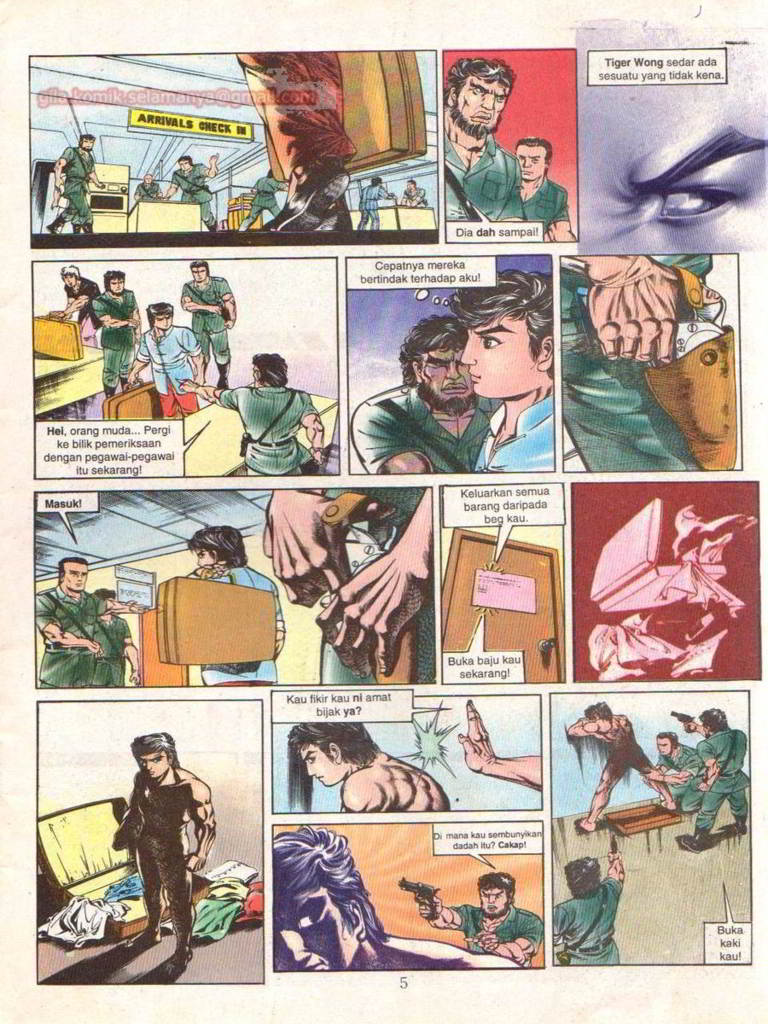 gila.komik.selamanya@gmail.com
ARRIVALS CHECK IN
Dia dah sampai!
Tiger Wong sedar ada
sesuatu yang tidak kena.
Hei, orang muda... Pergi
ke bilik pemeriksaan
dengan pegawai-pegawai
itu sekarang!
Cepatnya mereka
bertindak terhadap aku!
Masuk!
Keluarkan semua
barang daripada
beg kau.
Buka baju kau
sekarang!
Kau fikir kau ni amat
bijak ya?
Di mana kau sembunyikan
dadah itu? Cakap!
Buka
kaki
kau!
5